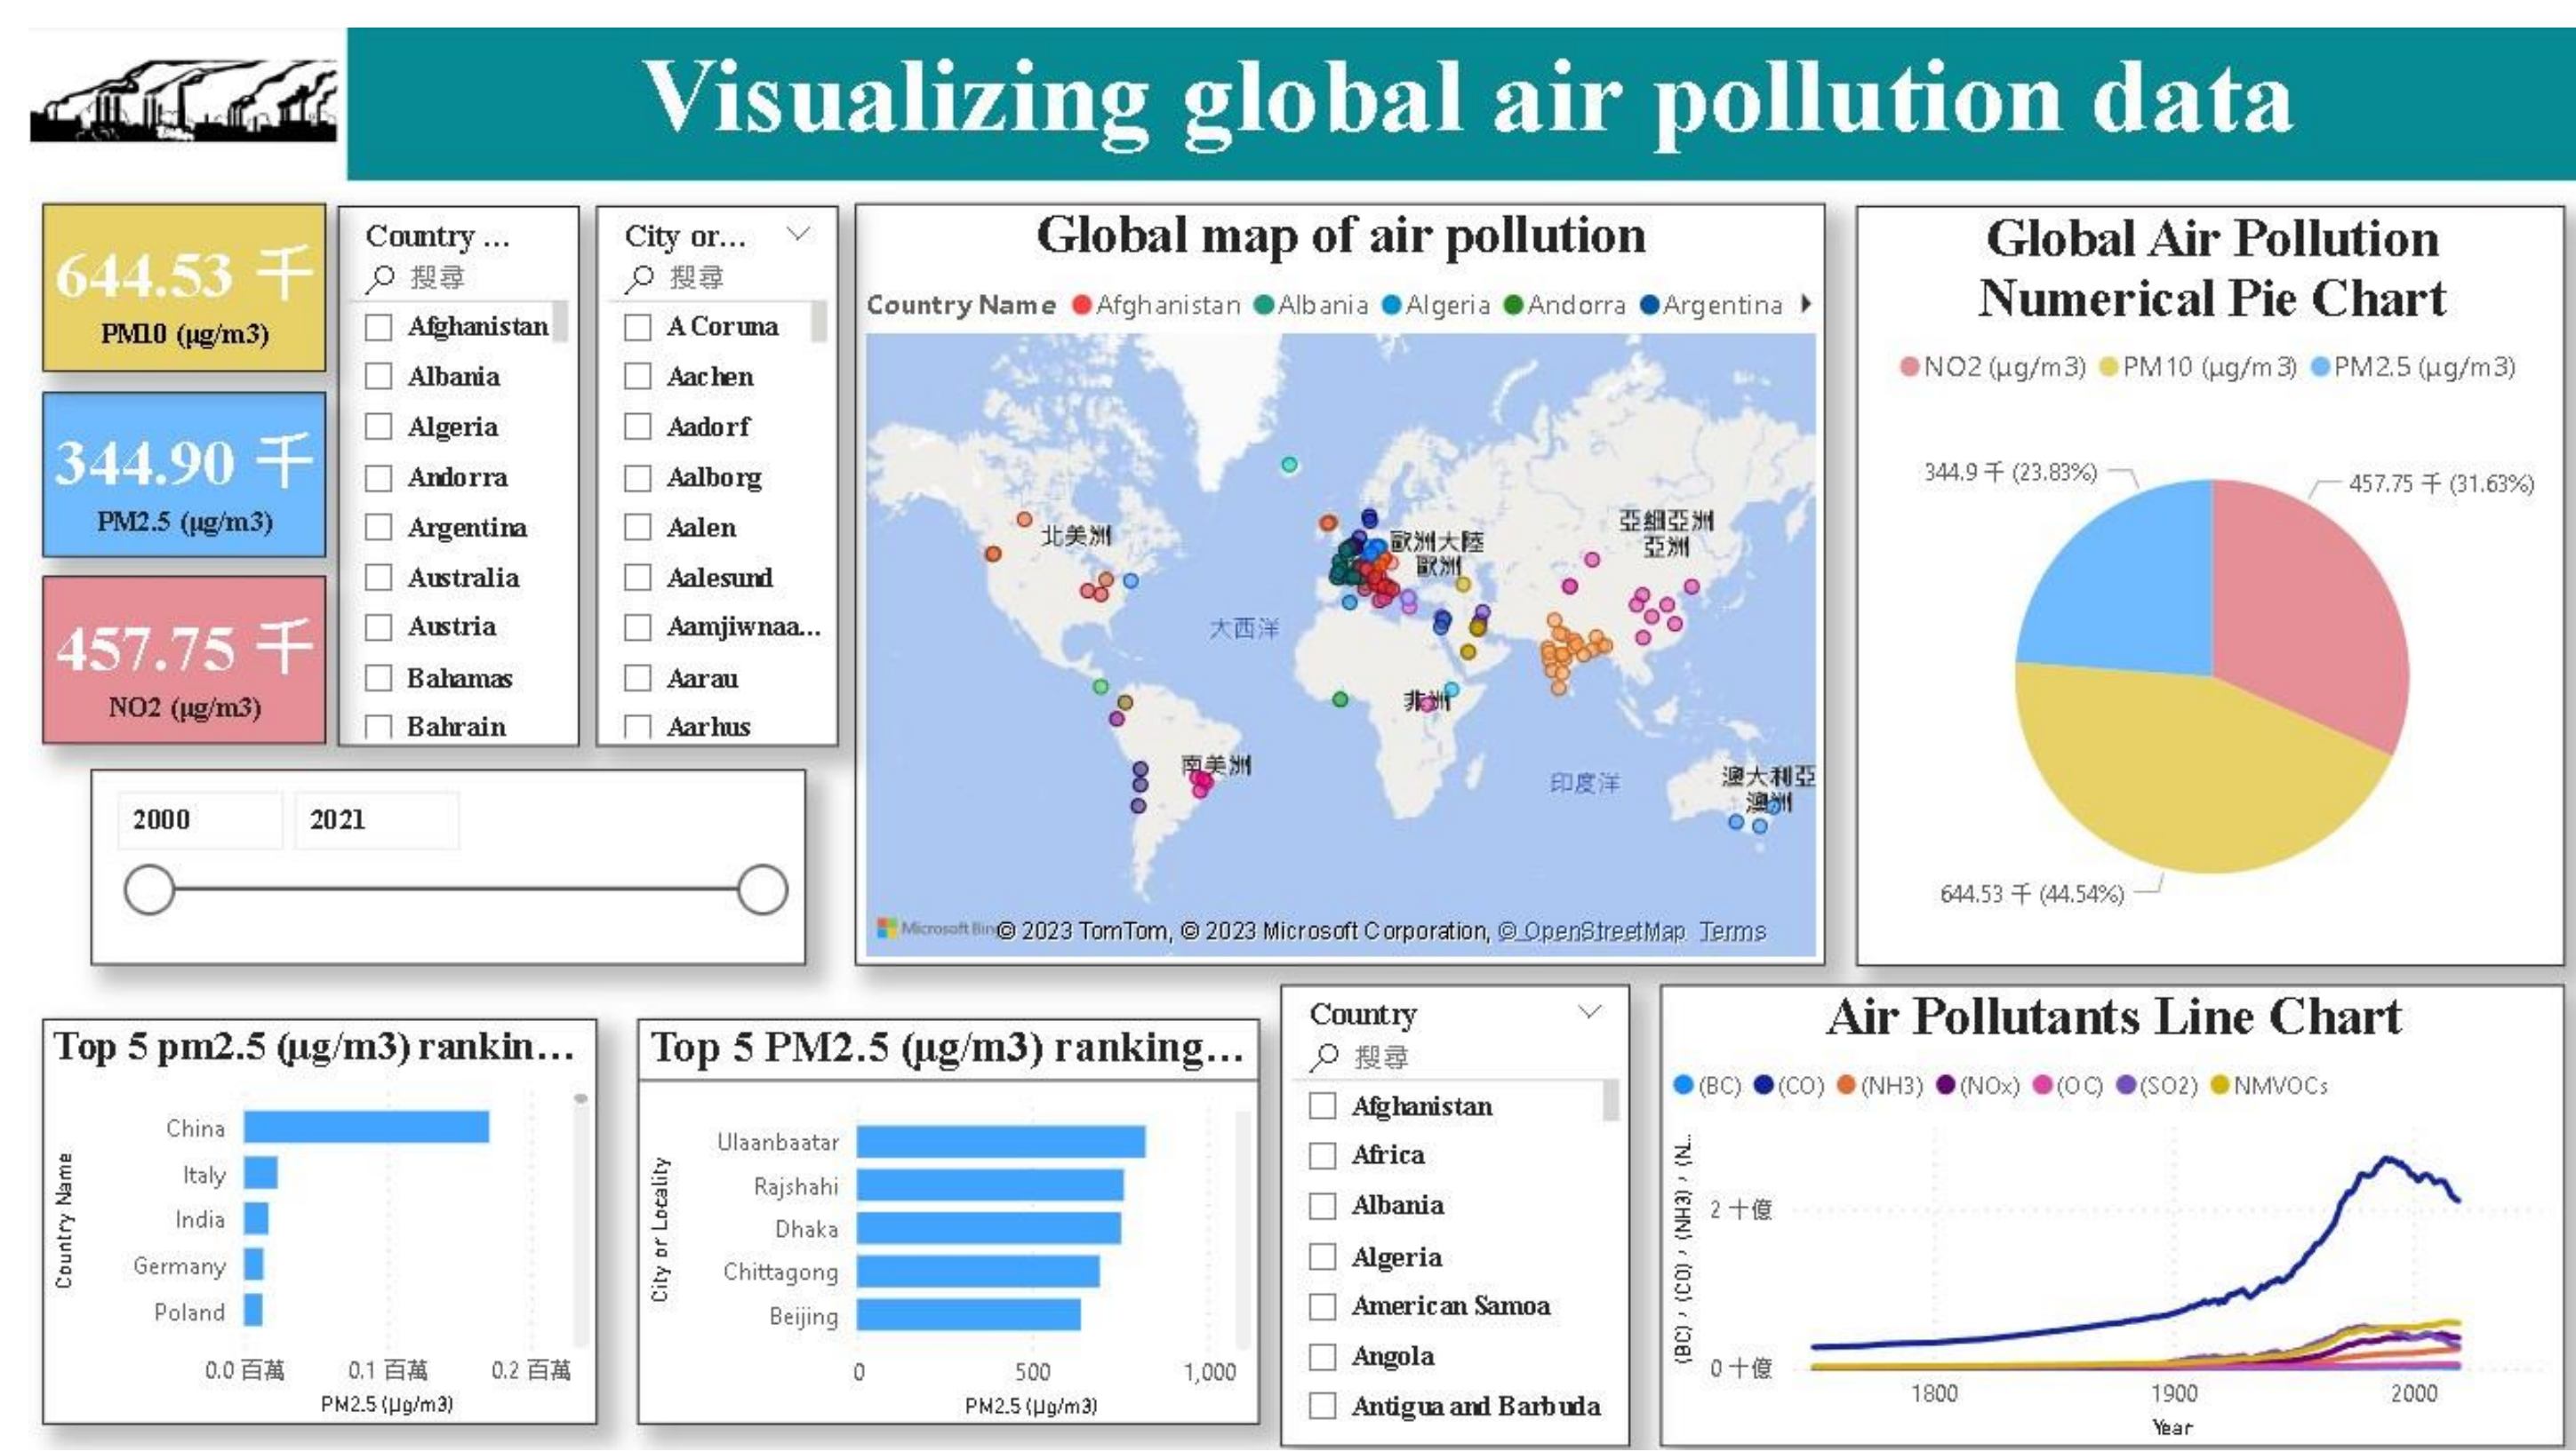 Visualizing global air pollution data
644.53 千
PM10 (µg/m3)
344.90 千
PM2.5 (µg/m3)
457.75 千
NO2 (µg/m3)
Country ...
搜尋
Afghanistan
Albania
Algeria
Andorra
Argentina
Australia
Austria
Bahamas
Bahrain
City or...
搜尋
A Coruna
Aachen
Aadorf
Aalborg
Aalen
Aalesund
Aamjiwnaa...
Aarau
Aarhus
2000
2021
Global map of air pollution
Country Name Afghanistan Albania Algeria Andorra Argentina
北美洲
歐洲大陸
歐洲
亞細亞洲
亞洲
大西洋
非洲
南美洲
印度洋
澳大利亞
澳洲
Microsoft Bin
© 2023 TomTom, © 2023 Microsoft Corporation, © OpenStreetMap Terms
Global Air Pollution
Numerical Pie Chart
NO2 (µg/m3) PM10 (µg/m3) PM2.5 (µg/m3)
344.9 千 (23.83%)
457.75 千 (31.63%)
644.53 千 (44.54%)
Top 5 pm2.5 (µg/m3) rankin...
Country Name
China
Italy
India
Germany
Poland
0.0 百萬 0.1 百萬 0.2 百萬
PM2.5 (µg/m3)
Top 5 PM2.5 (µg/m3) ranking...
City or Locality
Ulaanbaatar
Rajshahi
Dhaka
Chittagong
Beijing
0 500 1,000
PM2.5 (µg/m3)
Country
搜尋
Afghanistan
Africa
Albania
Algeria
American Samoa
Angola
Antigua and Barbuda
Air Pollutants Line Chart
(BC) (CO) (NH3) (NOx) (OC) (SO2) NMVOCs
(BC), (CO), (NH3), (N...
2 十億
0 十億
1800 1900 2000
Year